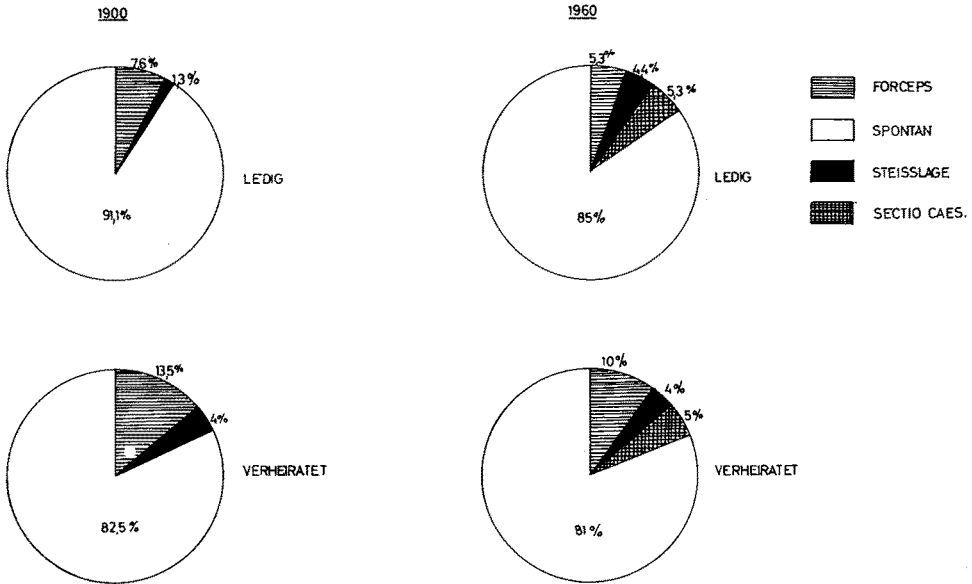 1900
7,6%
1,3%
LEDIG
91,1%
1960
5,3%
4,4%
5,3%
LEDIG
85%
FORCEPS
SPONTAN
STEISSLAGE
SECTIO CAES.
13,5%
4%
VERHEIRATET
82,5%
10%
4%
5%
VERHEIRATET
81%